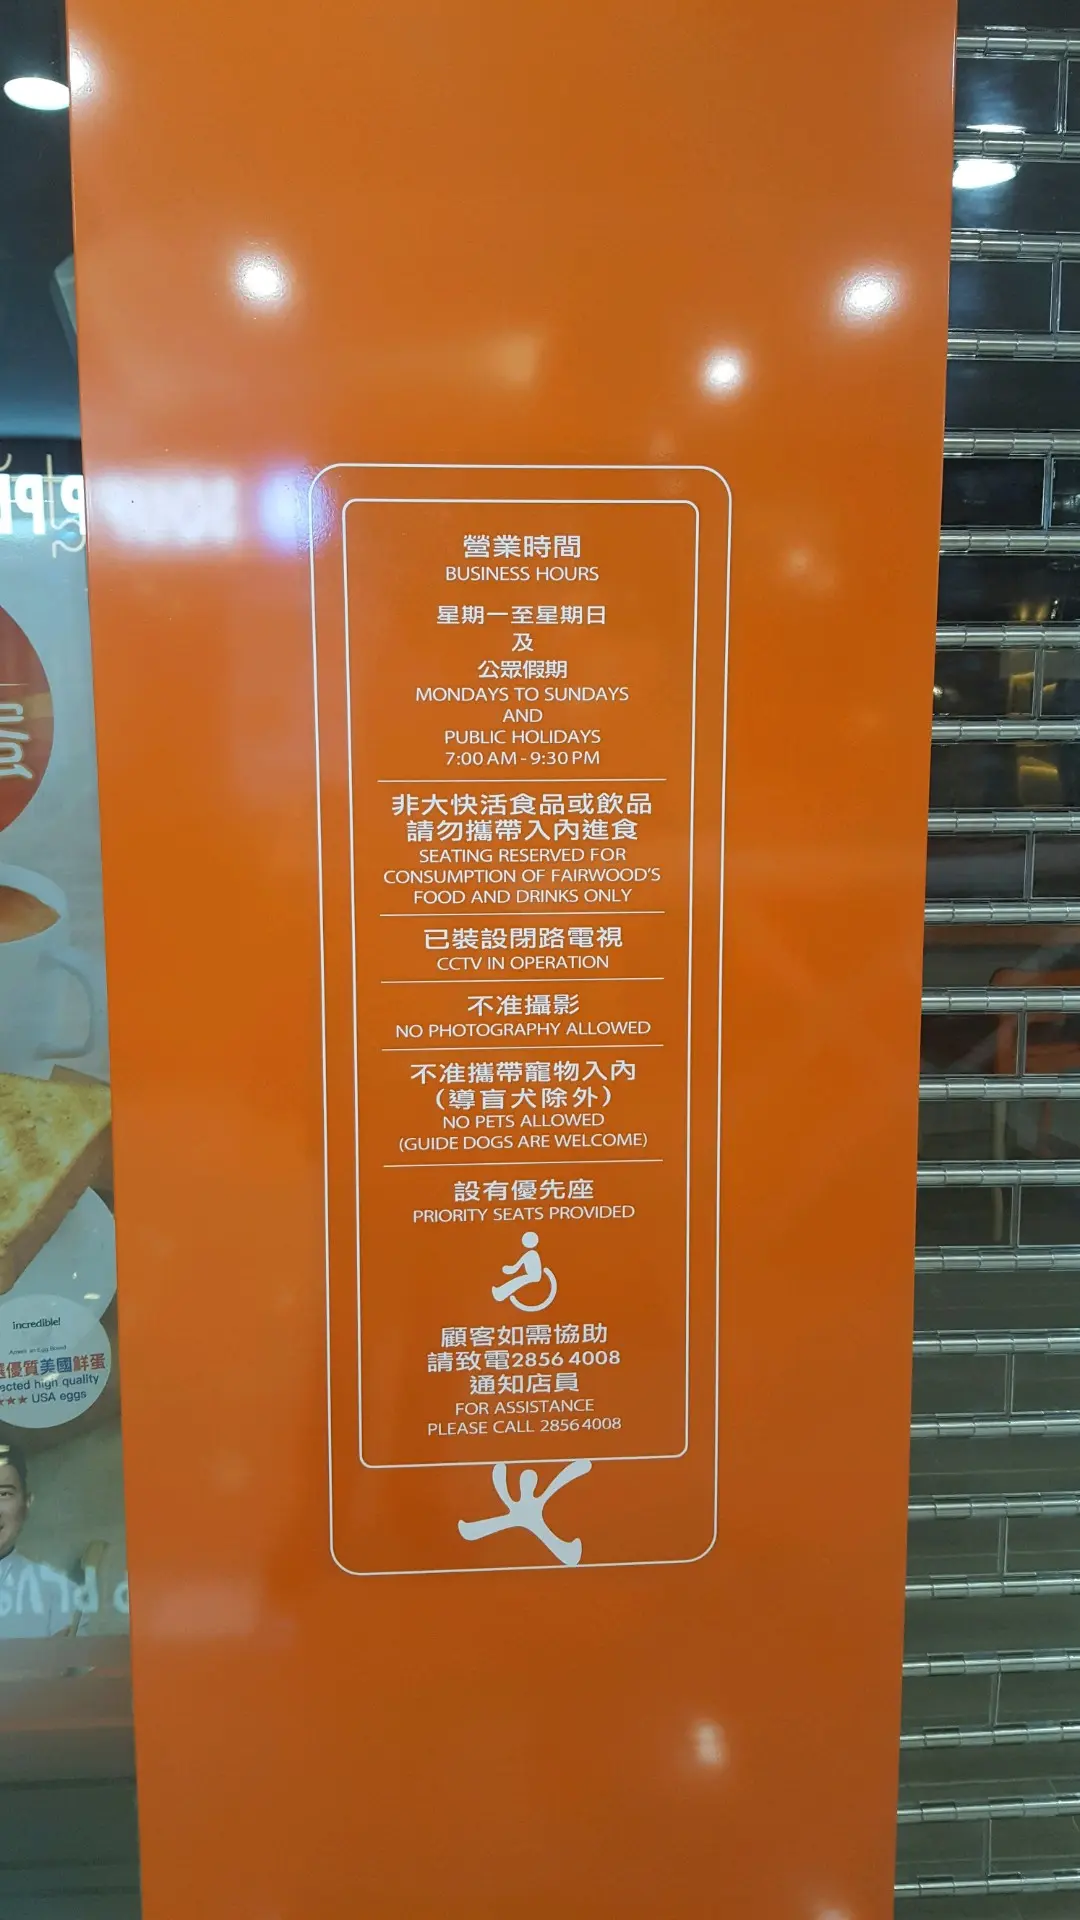 營業時間
BUSINESS HOURS
星期一至星期日
及
公眾假期
MONDAYS TO SUNDAYS
AND
PUBLIC HOLIDAYS
7:00 AM - 9:30 PM
非大快活食品或飲品
請勿攜帶入內進食
SEATING RESERVED FOR
CONSUMPTION OF FAIRWOOD'S
FOOD AND DRINKS ONLY
已裝設閉路電視
CCTV IN OPERATION
不准攝影
NO PHOTOGRAPHY ALLOWED
不准攜帶寵物入內
(導盲犬除外)
NO PETS ALLOWED
(GUIDE DOGS ARE WELCOME)
設有優先座
PRIORITY SEATS PROVIDED
顧客如需協助
請致電2856 4008
通知店員
FOR ASSISTANCE
PLEASE CALL 2856 4008
incredible!
優質美國鮮蛋
high quality
USA eggs